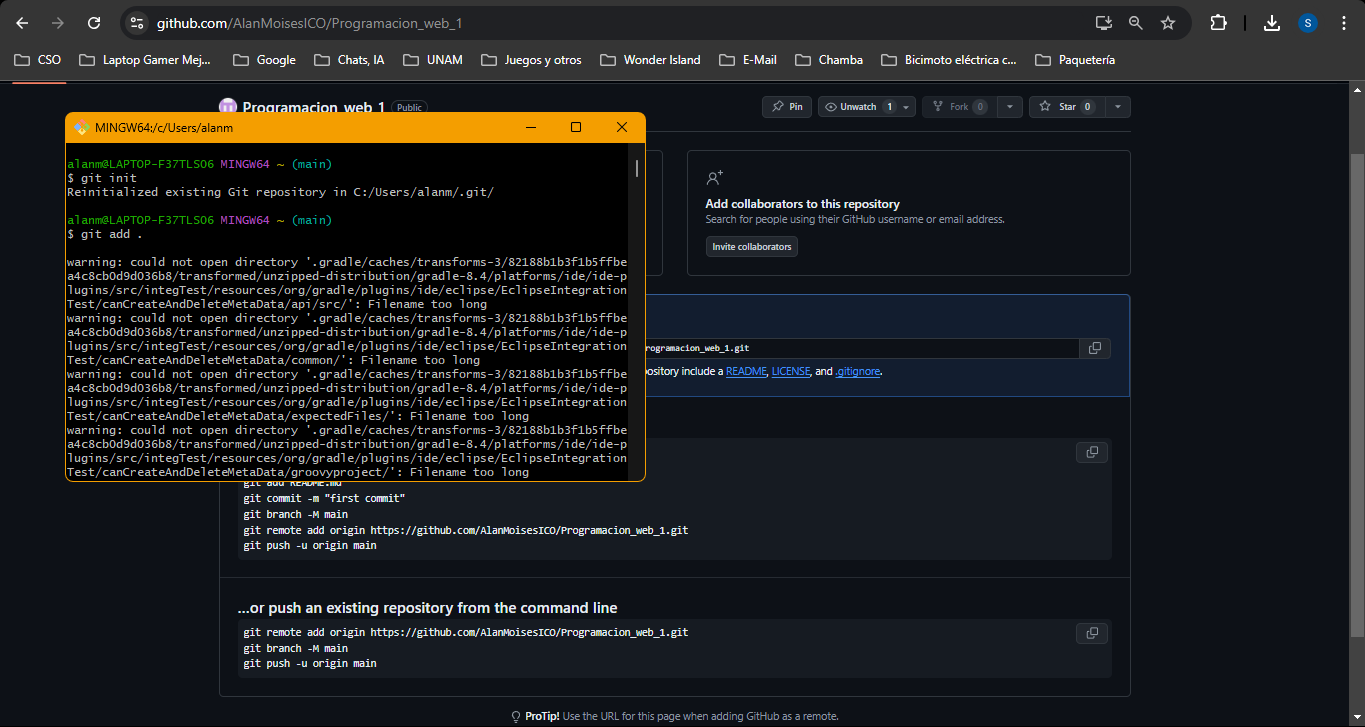 github.com/AlanMoisesICO/Programacion_web_1
S
CSO
Laptop Gamer Mej...
Google
Chats, IA
UNAM
Juegos y otros
Wonder Island
E-Mail
Chamba
Bicimoto eléctrica c...
Paquetería
Programacion_web_1 Public
Pin
Unwatch 1
Fork 0
Star 0
MINGW64:/c/Users/alanm
alanm@LAPTOP-F37TLSO6 MINGW64 ~ (main)
$ git init
Reinitialized existing Git repository in C:/Users/alanm/.git/
alanm@LAPTOP-F37TLSO6 MINGW64 ~ (main)
$ git add .
warning: could not open directory '.gradle/caches/transforms-3/82188b1b3f1b5ffbe
a4c8cb0d9d036b8/transformed/unzipped-distribution/gradle-8.4/platforms/ide/ide-p
lugins/src/integTest/resources/org/gradle/plugins/ide/eclipse/EclipseIntegration
Test/canCreateAndDeleteMetaData/api/src/': Filename too long
warning: could not open directory '.gradle/caches/transforms-3/82188b1b3f1b5ffbe
a4c8cb0d9d036b8/transformed/unzipped-distribution/gradle-8.4/platforms/ide/ide-p
lugins/src/integTest/resources/org/gradle/plugins/ide/eclipse/EclipseIntegration
Test/canCreateAndDeleteMetaData/common/': Filename too long
warning: could not open directory '.gradle/caches/transforms-3/82188b1b3f1b5ffbe
a4c8cb0d9d036b8/transformed/unzipped-distribution/gradle-8.4/platforms/ide/ide-p
lugins/src/integTest/resources/org/gradle/plugins/ide/eclipse/EclipseIntegration
Test/canCreateAndDeleteMetaData/expectedFiles/': Filename too long
warning: could not open directory '.gradle/caches/transforms-3/82188b1b3f1b5ffbe
a4c8cb0d9d036b8/transformed/unzipped-distribution/gradle-8.4/platforms/ide/ide-p
lugins/src/integTest/resources/org/gradle/plugins/ide/eclipse/EclipseIntegration
Test/canCreateAndDeleteMetaData/groovyproject/': Filename too long
Add collaborators to this repository
Search for people using their GitHub username or email address.
Invite collaborators
rogramacion_web_1.git
ository include a README, LICENSE, and .gitignore.
git add README.md
git commit -m "first commit"
git branch -M main
git remote add origin https://github.com/AlanMoisesICO/Programacion_web_1.git
git push -u origin main
...or push an existing repository from the command line
git remote add origin https://github.com/AlanMoisesICO/Programacion_web_1.git
git branch -M main
git push -u origin main
ProTip! Use the URL for this page when adding GitHub as a remote.